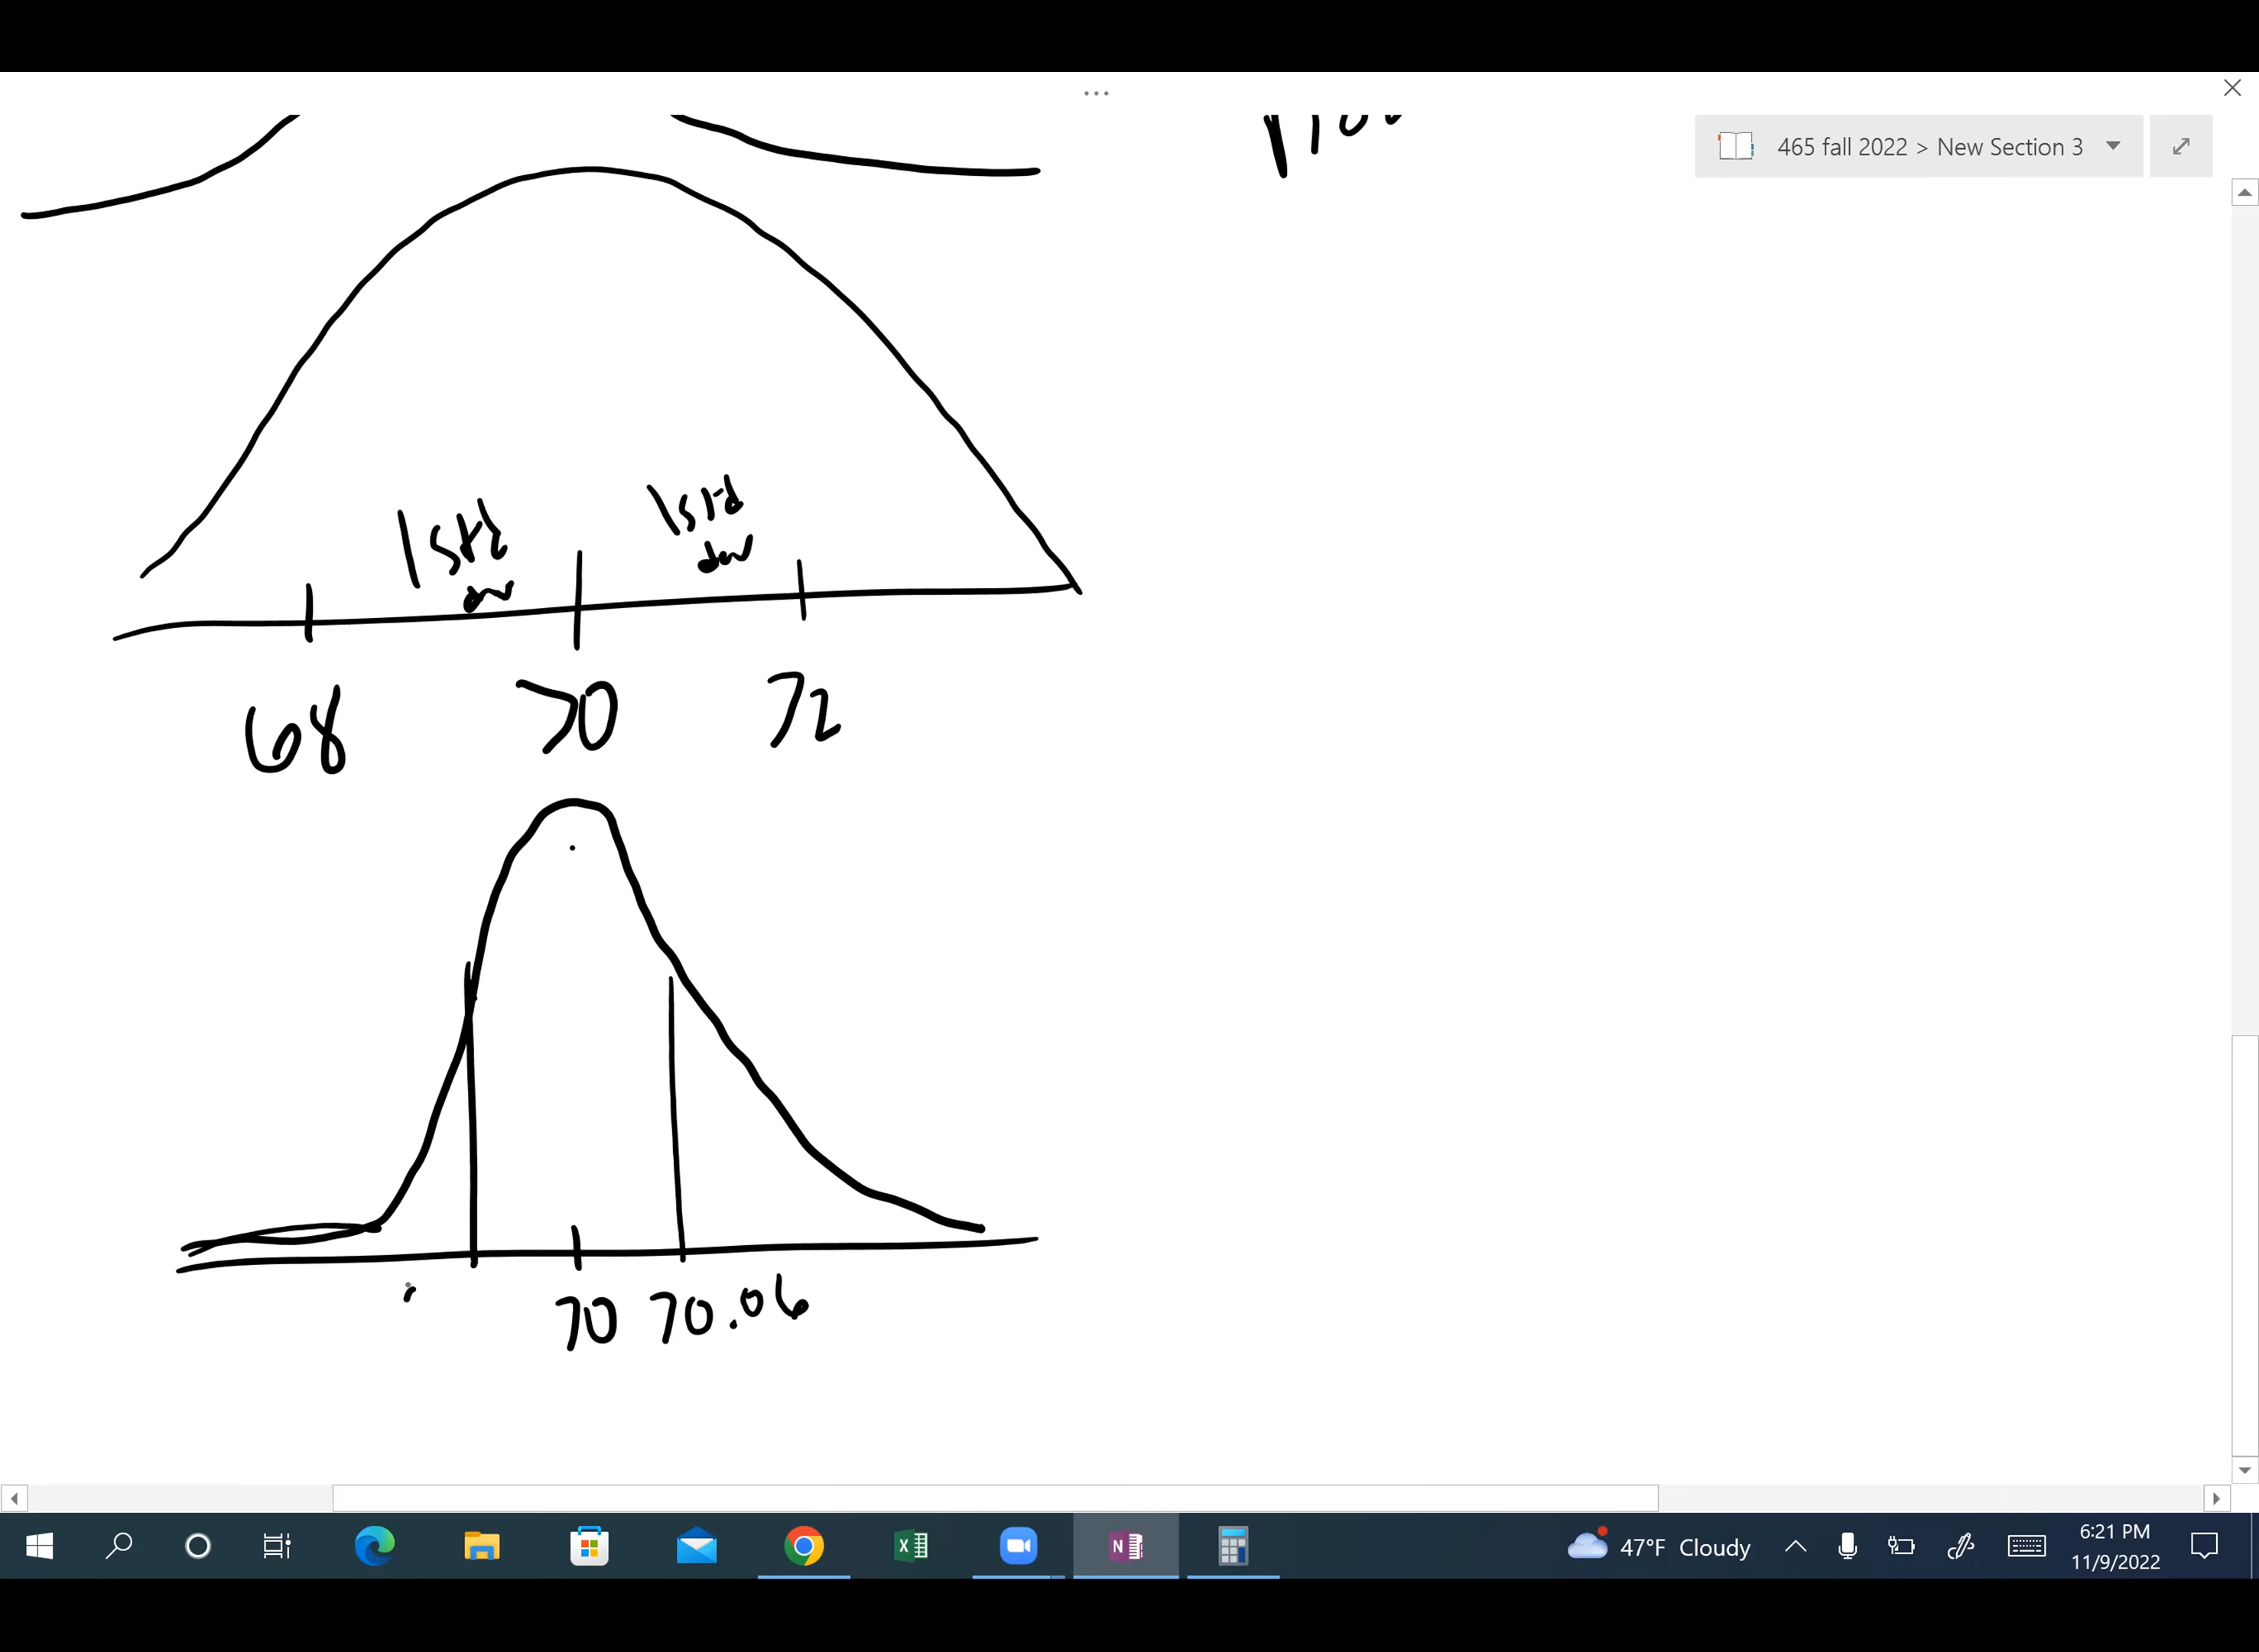 465 fall 2022 > New Section 3
1 std
dev
1 std
dev
68 70 72
70 70.06
47°F Cloudy
6:21 PM
11/9/2022